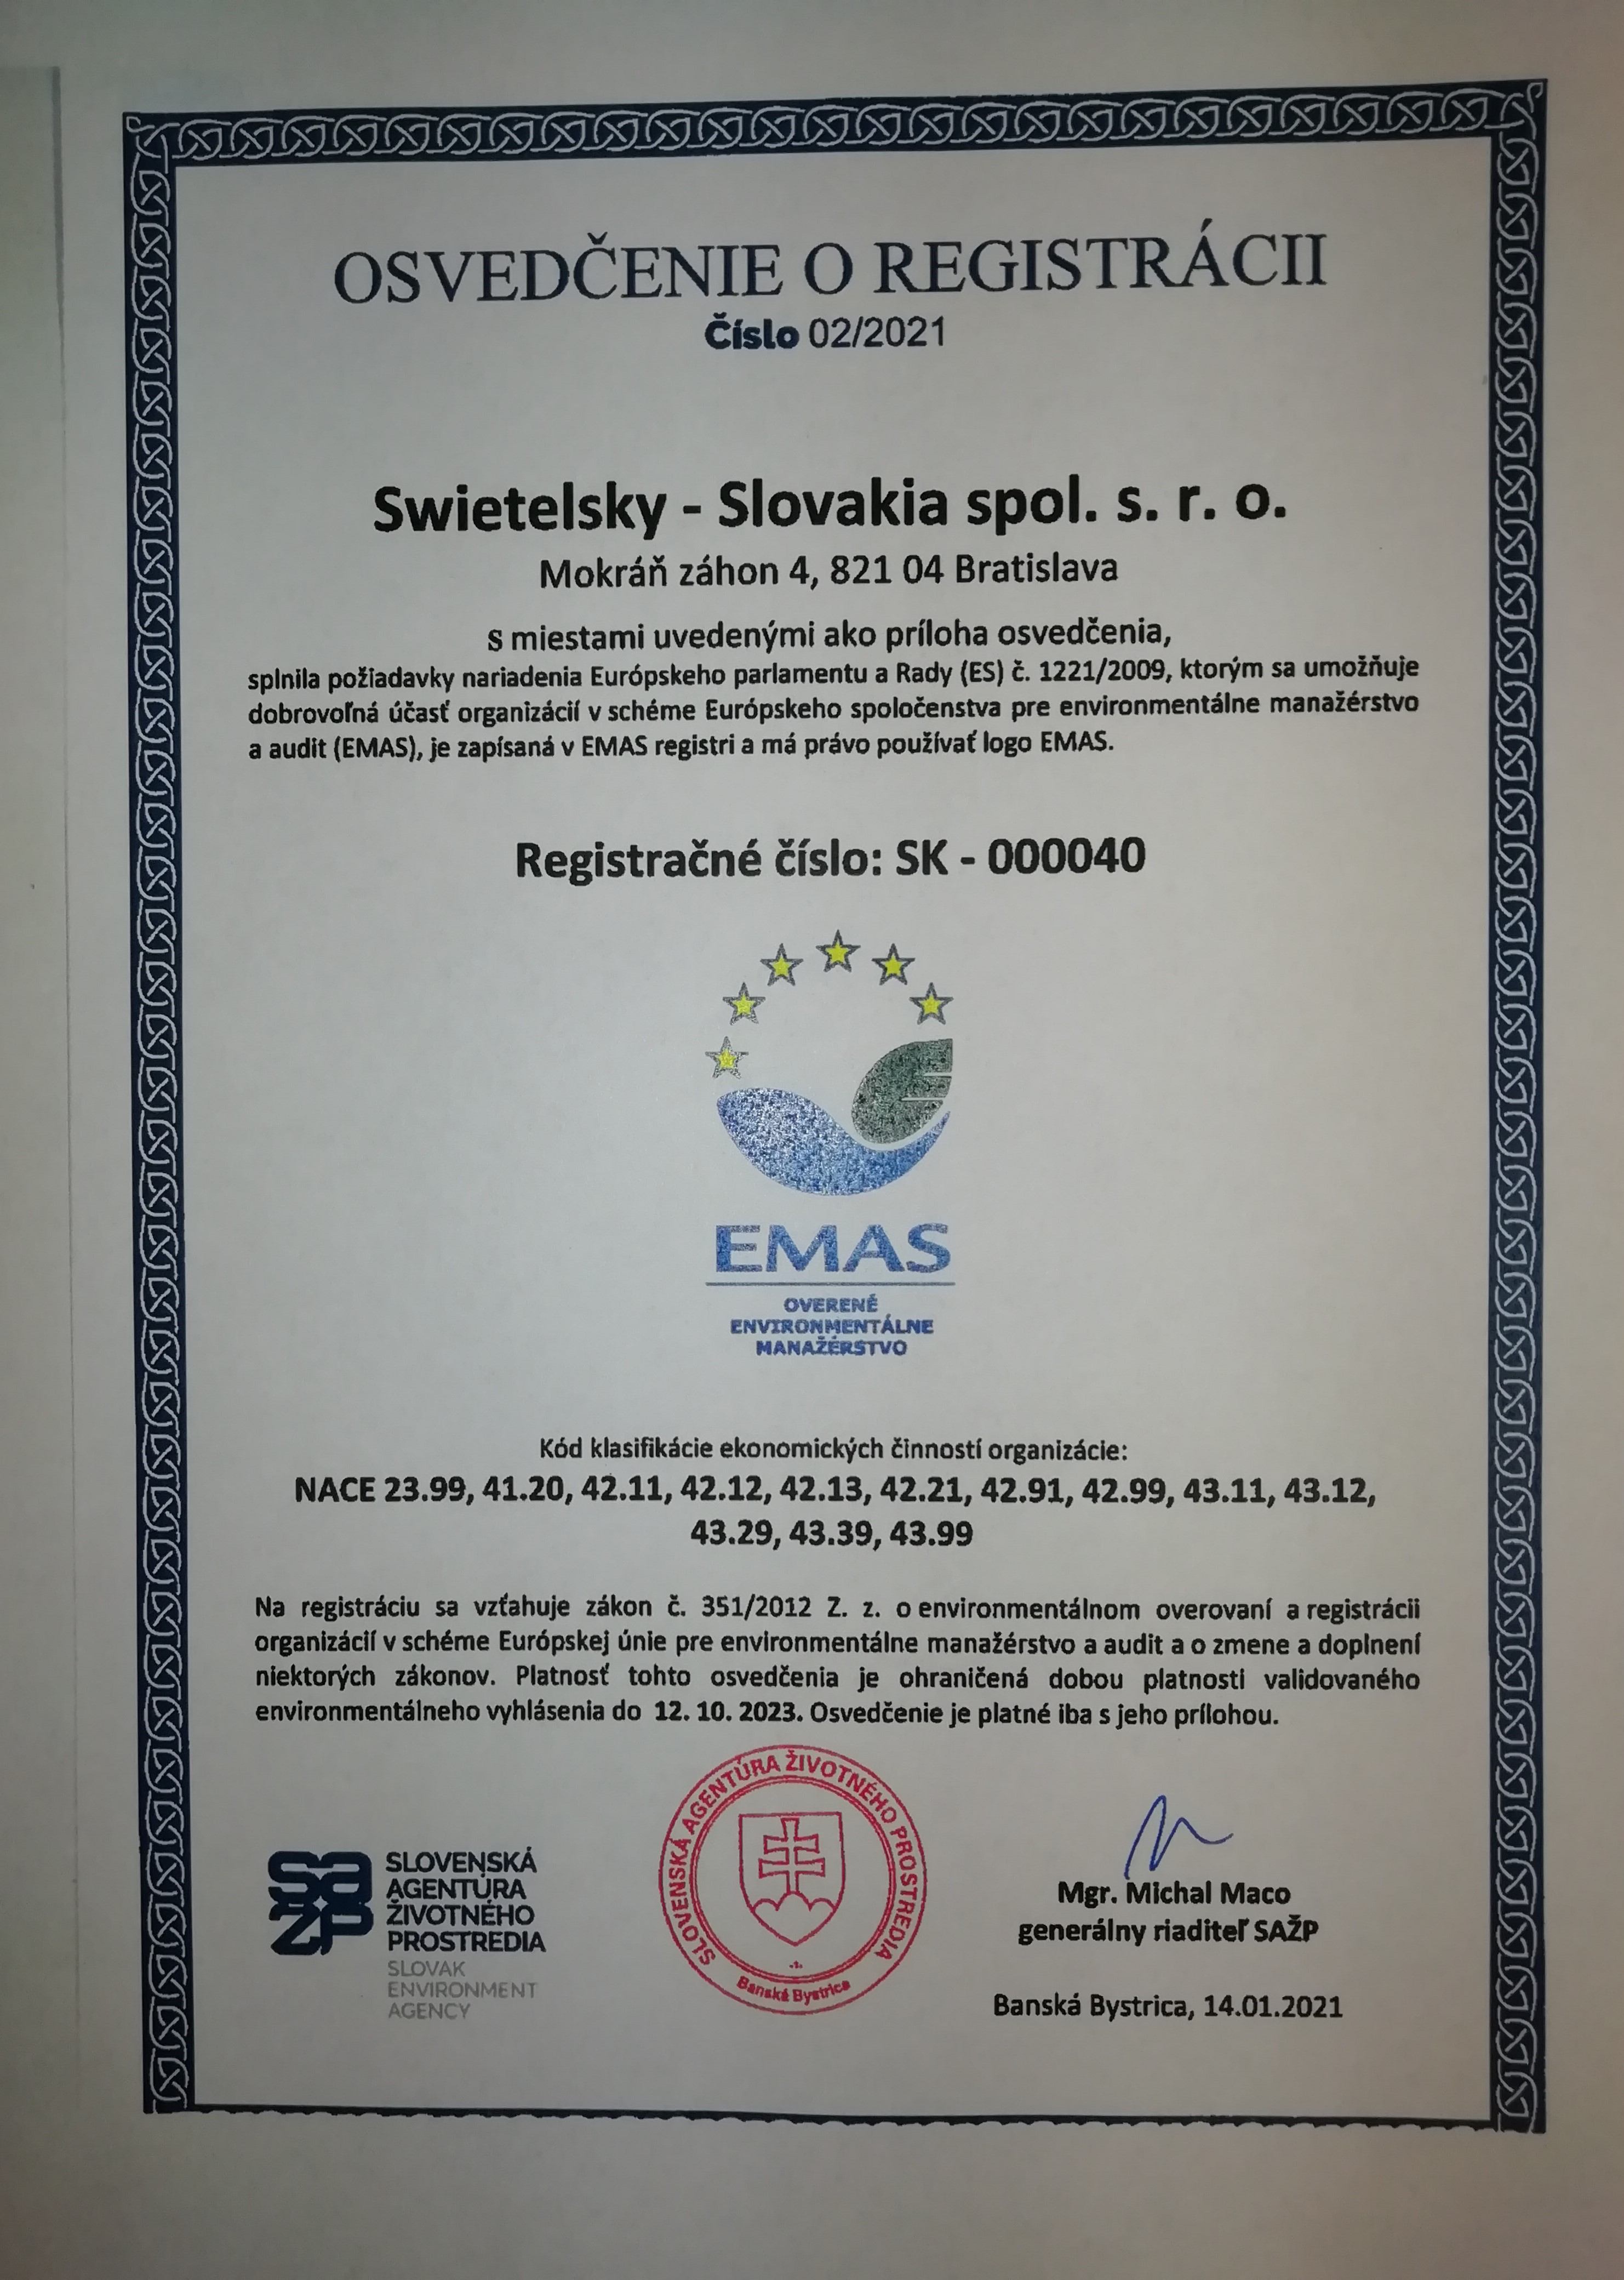 OSVEDČENIE O REGISTRÁCII
Číslo 02/2021
Swietelsky - Slovakia spol. s. r. o.
Mokráň záhon 4, 821 04 Bratislava
s miestami uvedenými ako príloha osvedčenia,
splnila požiadavky nariadenia Európskeho parlamentu a Rady (ES) č. 1221/2009, ktorým sa umožňuje
dobrovoľná účasť organizácií v schéme Európskeho spoločenstva pre environmentálne manažérstvo
a audit (EMAS), je zapísaná v EMAS registri a má právo používať logo EMAS.
Registračné číslo: SK - 000040
EMAS
OVERENÉ
ENVIRONMENTÁLNE
MANAŽÉRSTVO
Kód klasifikácie ekonomických činností organizácie:
NACE 23.99, 41.20, 42.11, 42.12, 42.13, 42.21, 42.91, 42.99, 43.11, 43.12,
43.29, 43.39, 43.99
Na registráciu sa vzťahuje zákon č. 351/2012 Z. z. o environmentálnom overovaní a registrácii
organizácií v schéme Európskej únie pre environmentálne manažérstvo a audit a o zmene a doplnení
niektorých zákonov. Platnosť tohto osvedčenia je ohraničená dobou platnosti validovaného
environmentálneho vyhlásenia do 12. 10. 2023. Osvedčenie je platné iba s jeho prílohou.
sa
žp
SLOVENSKÁ
AGENTÚRA
ŽIVOTNÉHO
PROSTREDIA
SLOVAK
ENVIRONMENT
AGENCY
SLOVENSKÁ AGENTÚRA ŽIVOTNÉHO PROSTREDIA
-1-
Banská Bystrica
Mgr. Michal Maco
generálny riaditeľ SAŽP
Banská Bystrica, 14.01.2021